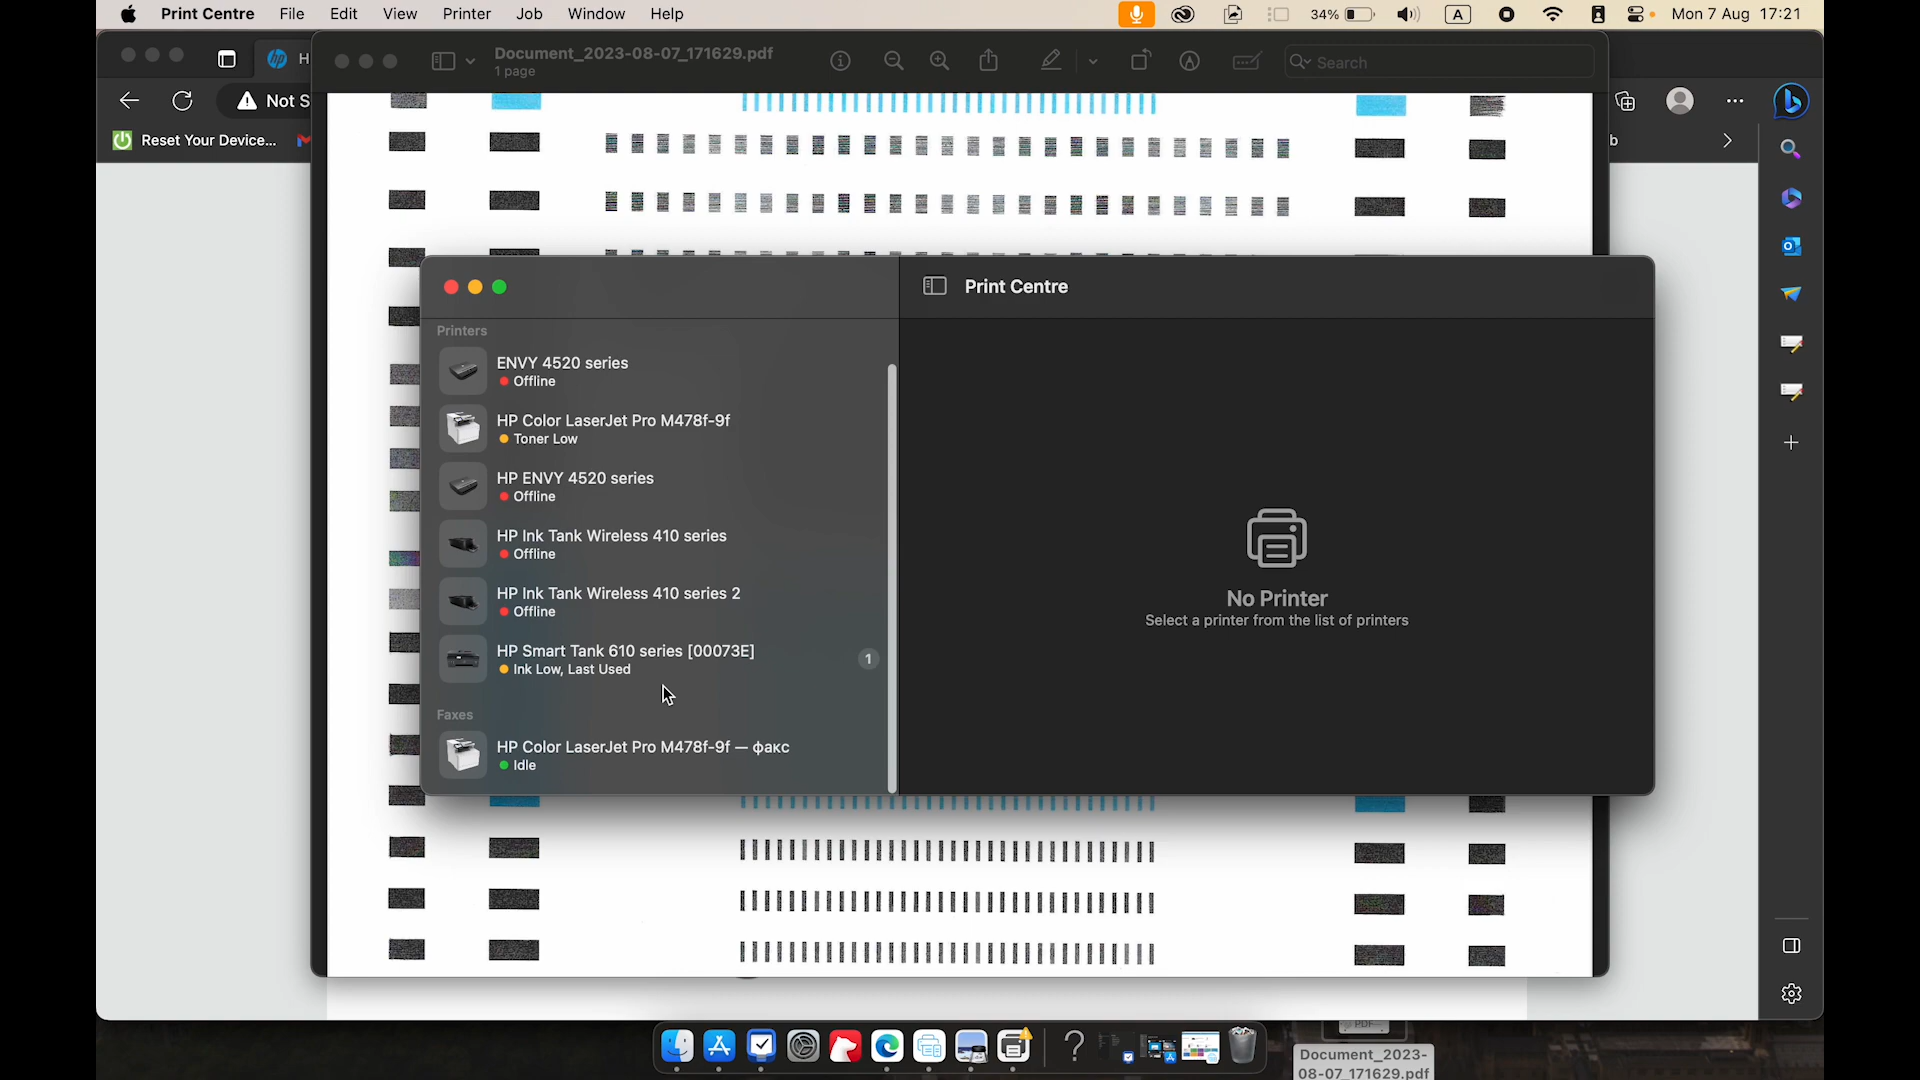 Print Centre File Edit View Printer Job Window Help 34% A Mon 7 Aug 17:21
H
Document_2023-08-07_171629.pdf
1 page
Search
Not S
Reset Your Device...
b
Print Centre
Printers
ENVY 4520 series
Offline
HP Color LaserJet Pro M478f-9f
Toner Low
HP ENVY 4520 series
Offline
HP Ink Tank Wireless 410 series
Offline
HP Ink Tank Wireless 410 series 2
Offline
HP Smart Tank 610 series [00073E]
1
Ink Low, Last Used
Faxes
HP Color LaserJet Pro M478f-9f — факс
Idle
No Printer
Select a printer from the list of printers
PDF
Document_2023-
08-07_171629.pdf